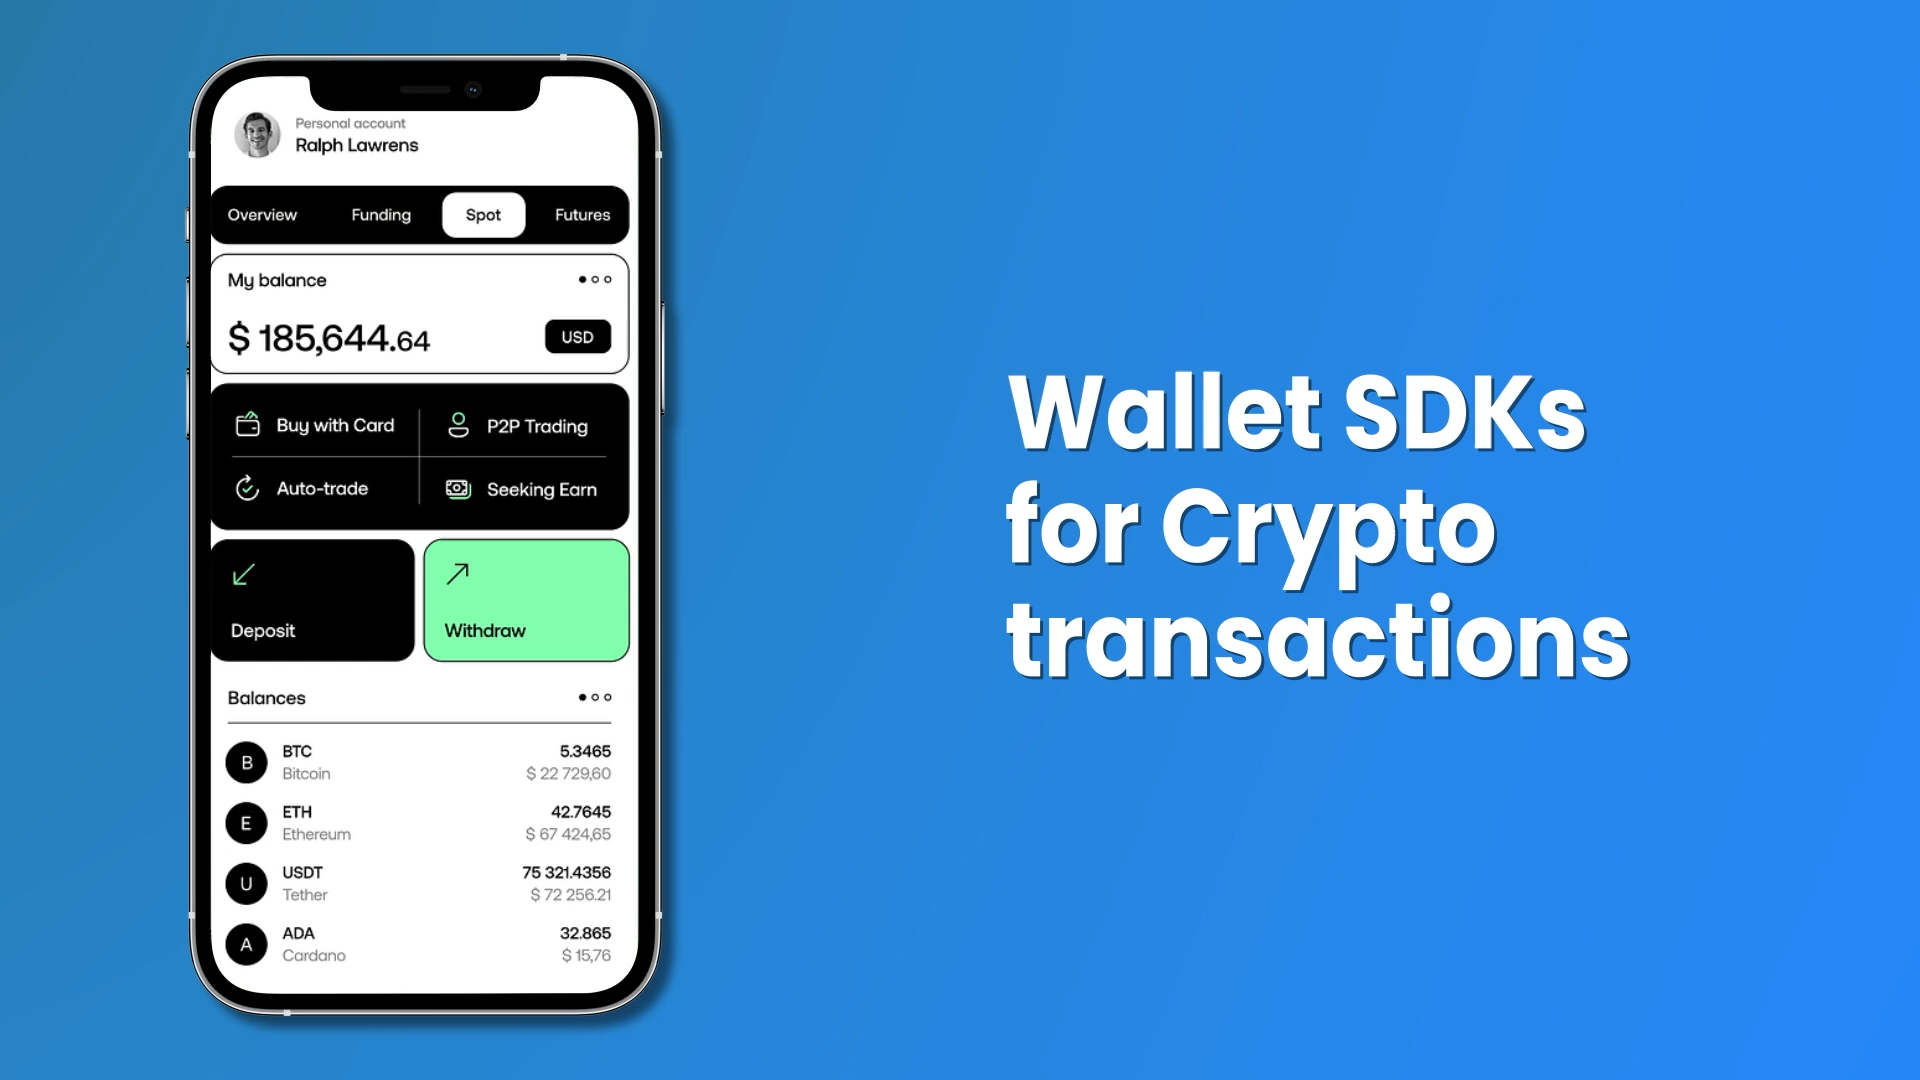 Personal account
Ralph Lawrens
Overview Funding Spot Futures
My balance
$ 185,644.64 USD
Buy with Card P2P Trading
Auto-trade Seeking Earn
Deposit Withdraw
Balances
B BTC 5.3465
Bitcoin $ 22 729,60
E ETH 42.7645
Ethereum $ 67 424,65
U USDT 75 321.4356
Tether $ 72 256.21
A ADA 32.865
Cardano $ 15,76
Wallet SDKs
for Crypto
transactions